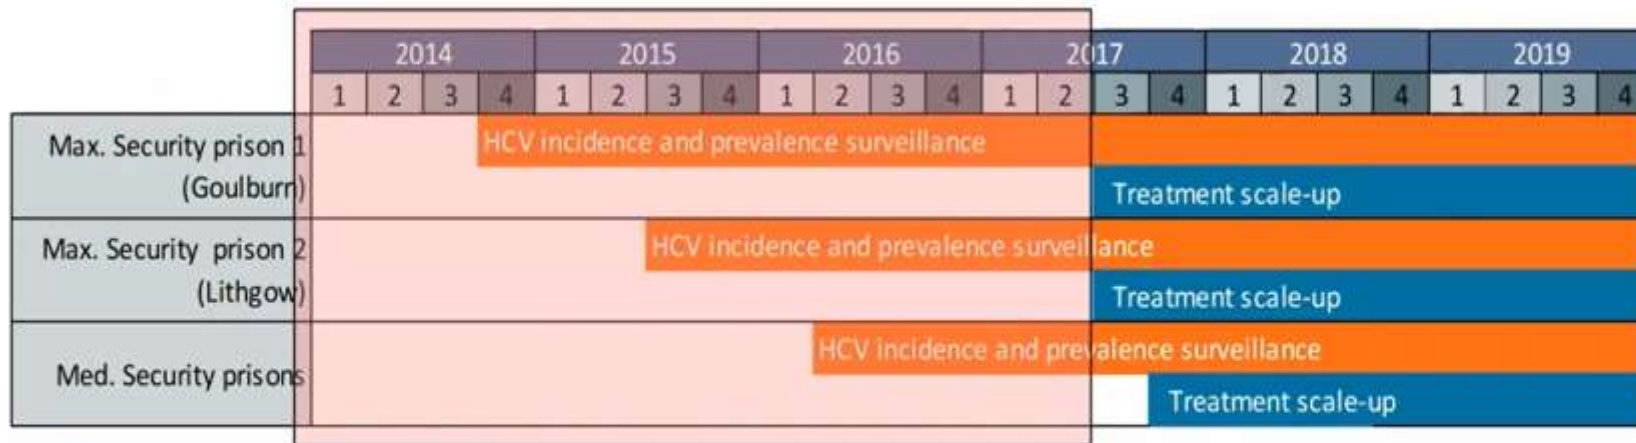 2014 2015 2016 2017 2018 2019
1 2 3 4 1 2 3 4 1 2 3 4 1 2 3 4 1 2 3 4 1 2 3 4
Max. Security prison 1
(Goulburn)
HCV incidence and prevalence surveillance
Treatment scale-up
Max. Security prison 2
(Lithgow)
HCV incidence and prevalence surveillance
Treatment scale-up
Med. Security prisons
HCV incidence and prevalence surveillance
Treatment scale-up